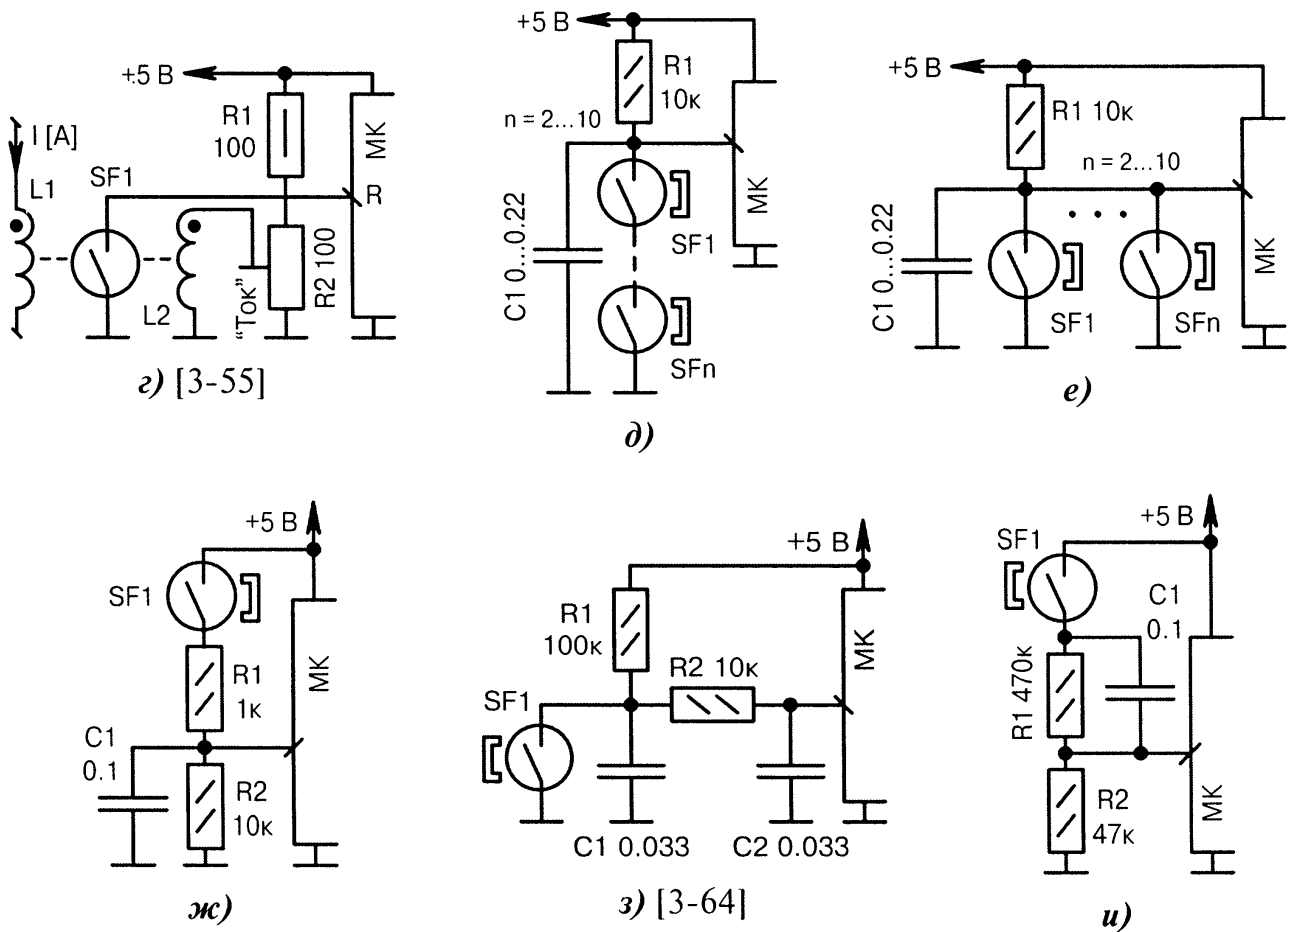 +5 В
R1
100
МК
I [A]
L1
SF1
R
L2
"Ток"
R2 100
г) [3-55]
+5 В
R1
10к
n = 2...10
МК
SF1
C1 0...0.22
SFn
д)
+5 В
R1 10к
n = 2...10
C1 0...0.22
МК
SF1
SFn
е)
+5 В
SF1
R1
1к
МК
C1
0.1
R2
10к
ж)
+5 В
R1
100к
МК
R2 10к
SF1
C1 0.033
C2 0.033
з) [3-64]
+5 В
SF1
C1
0.1
R1 470к
R2
47к
МК
и)